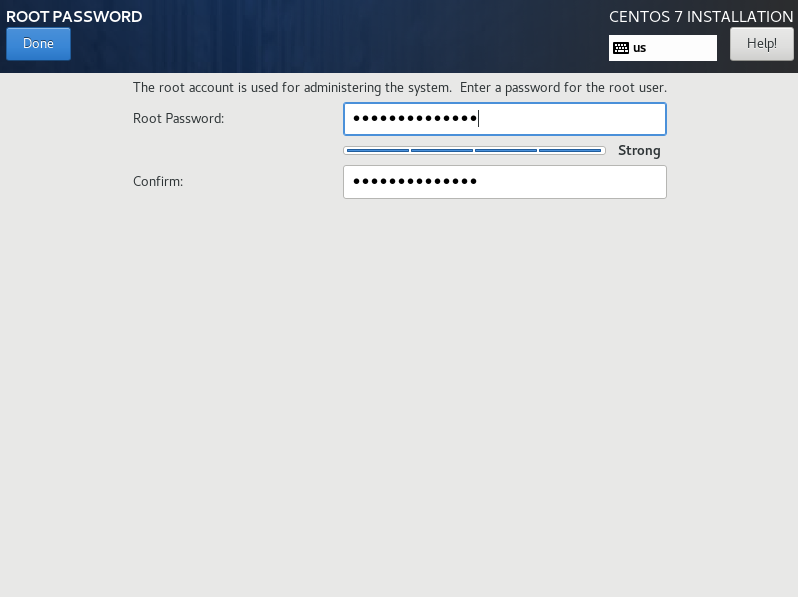 ROOT PASSWORD
CENTOS 7 INSTALLATION
Done
us
Help!
The root account is used for administering the system. Enter a password for the root user.
Root Password: ••••••••••••••
Strong
Confirm: ••••••••••••••